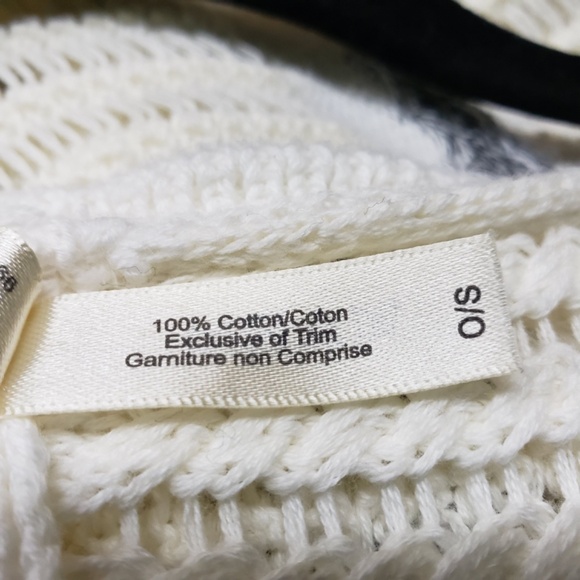 100% Cotton/Coton
Exclusive of Trim
Garniture non Comprise
O/S